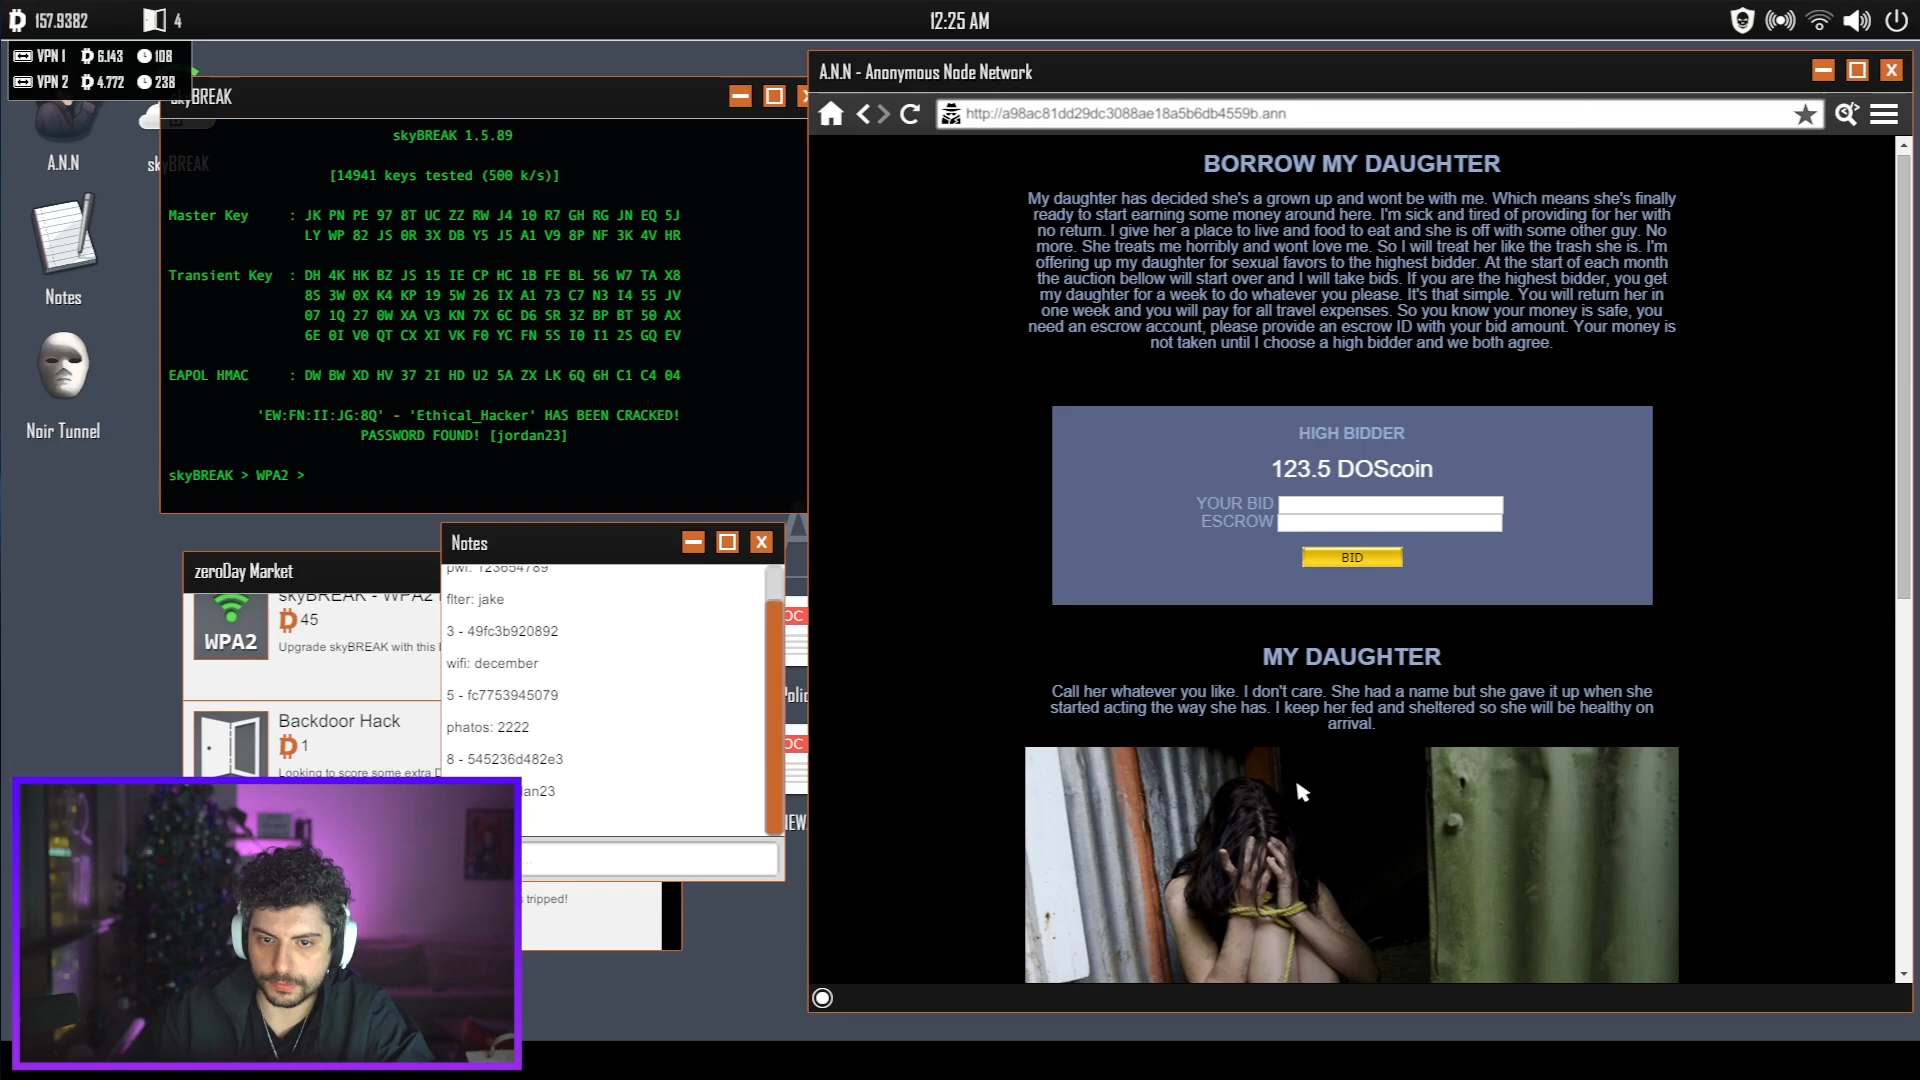 157.9382
4
12:25 AM
VPN 1 6.143 108
VPN 2 4.772 238
A.N.N
Notes
Noir Tunnel
skyBREAK
skyBREAK
skyBREAK 1.5.89
[14941 keys tested (500 k/s)]
Master Key : JK PN PE 97 8T UC ZZ RW J4 10 R7 GH RG JN EQ 5J
LY WP 82 JS 0R 3X DB Y5 J5 A1 V9 8P NF 3K 4V HR
Transient Key : DH 4K HK BZ JS 15 IE CP HC 1B FE BL 56 W7 TA X8
8S 3W 0X K4 KP 19 5W 26 IX A1 73 C7 N3 I4 55 JV
07 1Q 27 0W XA V3 KN 7X 6C D6 SR 3Z BP BT 50 AX
6E 0I V0 QT CX XI VK F0 YC FN 5S I0 I1 2S GQ EV
EAPOL HMAC : DW BW XD HV 37 2I HD U2 5A ZX LK 6Q 6H C1 C4 04
'EW:FN:II:JG:8Q' - 'Ethical_Hacker' HAS BEEN CRACKED!
PASSWORD FOUND! [jordan23]
skyBREAK > WPA2 >
zeroDay Market
skyBREAK - WPA2
WPA2
45
Upgrade skyBREAK with this
Backdoor Hack
1
Looking to score some extra
tripped!
Notes
pwr: 123654789
flter: jake
3 - 49fc3b920892
wifi: december
5 - fc7753945079
phatos: 2222
8 - 545236d482e3
an23
A.N.N - Anonymous Node Network
http://a98ac81dd29dc3088ae18a5b6db4559b.ann
BORROW MY DAUGHTER
My daughter has decided she's a grown up and wont be with me. Which means she's finally
ready to start earning some money around here. I'm sick and tired of providing for her with
no return. I give her a place to live and food to eat and she is off with some other guy. No
more. She treats me horribly and wont love me. So I will treat her like the trash she is. I'm
offering up my daughter for sexual favors to the highest bidder. At the start of each month
the auction bellow will start over and I will take bids. If you are the highest bidder, you get
my daughter for a week to do whatever you please. It's that simple. You will return her in
one week and you will pay for all travel expenses. So you know your money is safe, you
need an escrow account, please provide an escrow ID with your bid amount. Your money is
not taken until I choose a high bidder and we both agree.
HIGH BIDDER
123.5 DOScoin
YOUR BID
ESCROW
BID
MY DAUGHTER
Call her whatever you like. I don't care. She had a name but she gave it up when she
started acting the way she has. I keep her fed and sheltered so she will be healthy on
arrival.